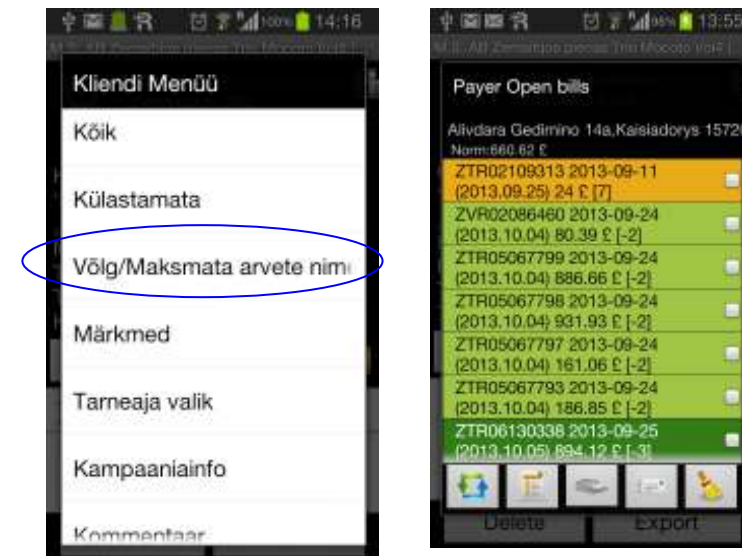 100% 14:16
Kliendi Menüü
Kõik
Külastamata
Võlg/Maksmata arvete nim
Märkmed
Tarneaja valik
Kampaaniainfo
Kommentaar
13:55
Payer Open bills
Alivdara Gedimino 14a,Kaisiadorys 1572
Norm:660.62 £
ZTR02109313 2013-09-11
(2013.09.25) 24 £ [7]
ZVR02086460 2013-09-24
(2013.10.04) 80.39 £ [-2]
ZTR05067799 2013-09-24
(2013.10.04) 886.66 £ [-2]
ZTR05067798 2013-09-24
(2013.10.04) 931.93 £ [-2]
ZTR05067797 2013-09-24
(2013.10.04) 161.06 £ [-2]
ZTR05067793 2013-09-24
(2013.10.04) 186.85 £ [-2]
ZTR06130338 2013-09-25
(2013.10.05) 894.12 £ [-3]
Delete Export